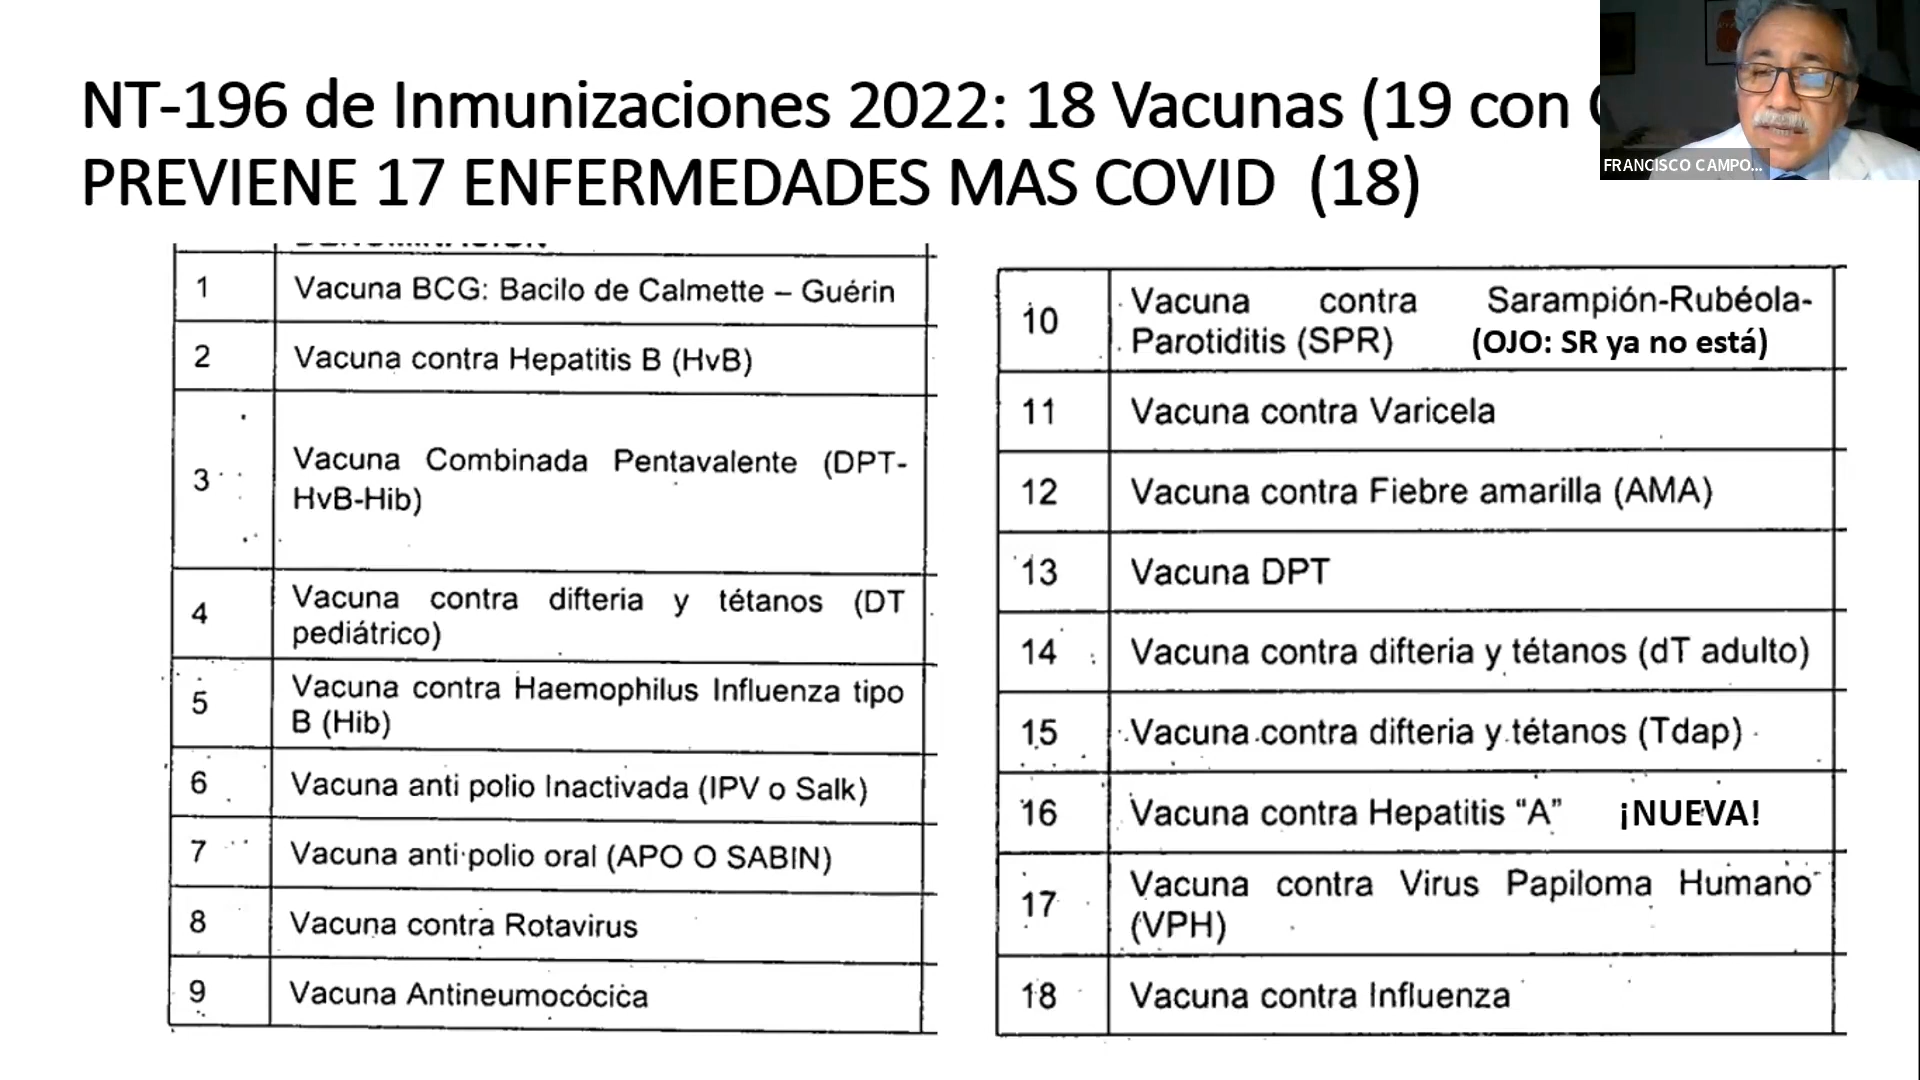 NT-196 de Inmunizaciones 2022: 18 Vacunas (19 con
PREVIENE 17 ENFERMEDADES MAS COVID (18)
FRANCISCO CAMPO...
1 Vacuna BCG: Bacilo de Calmette – Guérin
2 Vacuna contra Hepatitis B (HvB)
3 Vacuna Combinada Pentavalente (DPT-
HvB-Hib)
4 Vacuna contra difteria y tétanos (DT
pediátrico)
5 Vacuna contra Haemophilus Influenza tipo
B (Hib)
6 Vacuna anti polio Inactivada (IPV o Salk)
7 Vacuna anti polio oral (APO O SABIN)
8 Vacuna contra Rotavirus
9 Vacuna Antineumocócica
10 Vacuna contra Sarampión-Rubéola-
Parotiditis (SPR) (OJO: SR ya no está)
11 Vacuna contra Varicela
12 Vacuna contra Fiebre amarilla (AMA)
13 Vacuna DPT
14 Vacuna contra difteria y tétanos (dT adulto)
15 Vacuna contra difteria y tétanos (Tdap)
16 Vacuna contra Hepatitis “A” ¡NUEVA!
17 Vacuna contra Virus Papiloma Humano
(VPH)
18 Vacuna contra Influenza